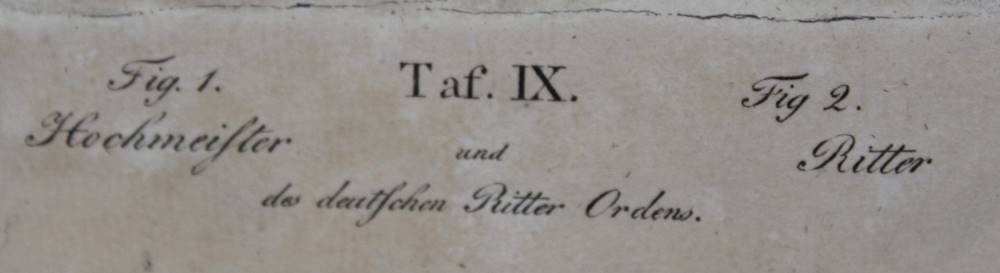 Fig. 1. Taf. IX. Fig 2.
Hochmeiſter und Ritter
des deutſchen Ritter Ordens.